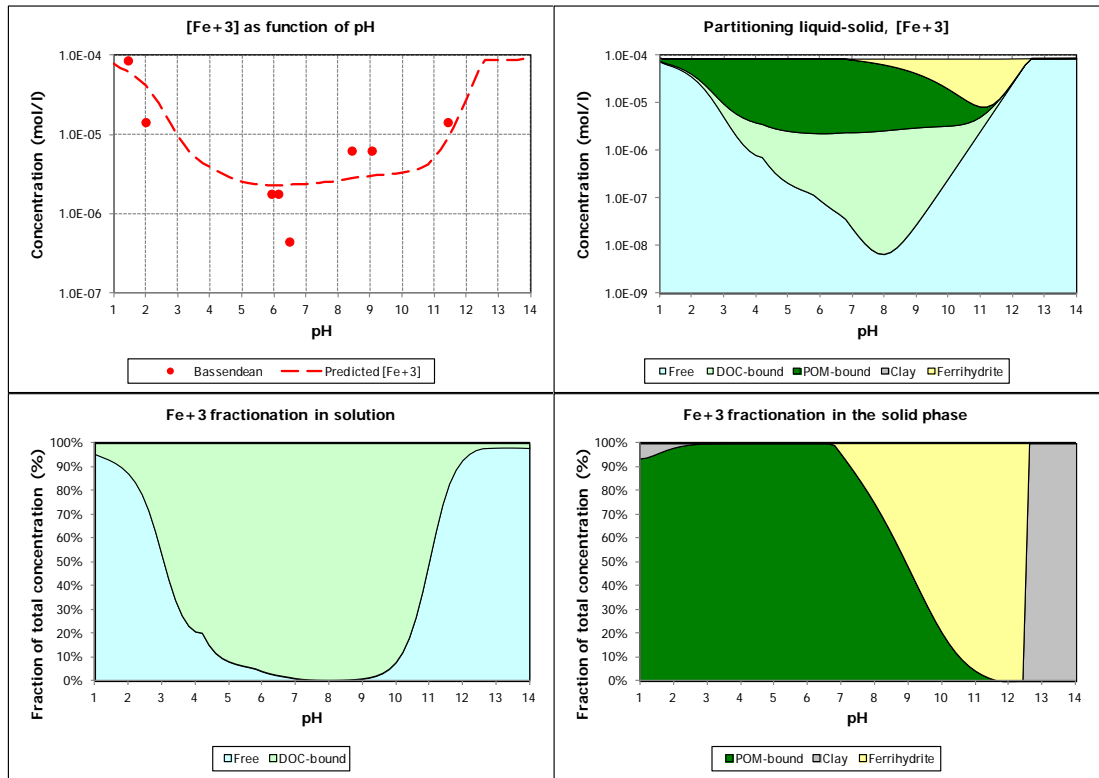 [Fe+3] as function of pH
Concentration (mol/l)
1.0E-04
1.0E-05
1.0E-06
1.0E-07
1 2 3 4 5 6 7 8 9 10 11 12 13 14
pH
Bassendean Predicted [Fe+3]
Partitioning liquid-solid, [Fe+3]
Concentration (mol/l)
1.0E-04
1.0E-05
1.0E-06
1.0E-07
1.0E-08
1.0E-09
1 2 3 4 5 6 7 8 9 10 11 12 13 14
pH
Free DOC-bound POM-bound Clay Ferrihydrite
Fe+3 fractionation in solution
Fraction of total concentration (%)
100%
90%
80%
70%
60%
50%
40%
30%
20%
10%
0%
1 2 3 4 5 6 7 8 9 10 11 12 13 14
pH
Free DOC-bound
Fe+3 fractionation in the solid phase
Fraction of total concentration (%)
100%
90%
80%
70%
60%
50%
40%
30%
20%
10%
0%
1 2 3 4 5 6 7 8 9 10 11 12 13 14
pH
POM-bound Clay Ferrihydrite